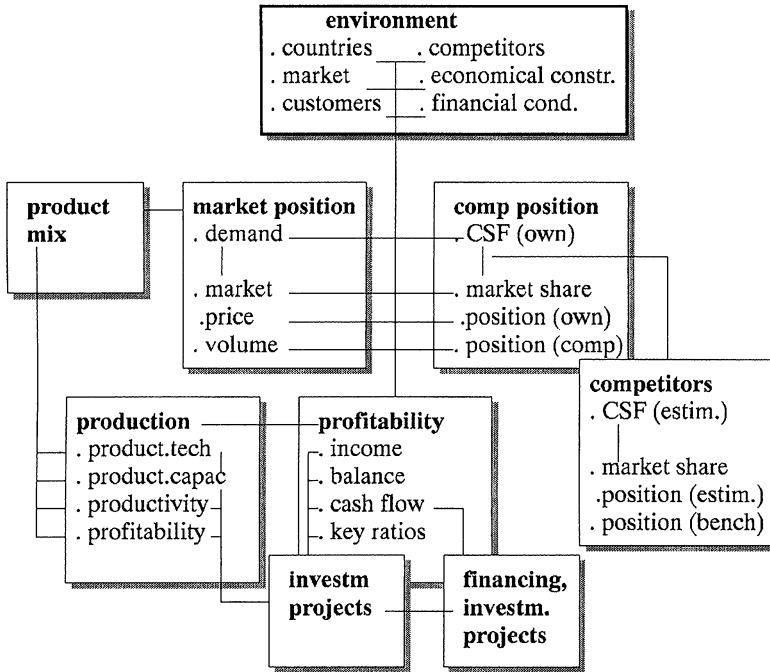 environment
. countries . competitors
. market . economical constr.
. customers . financial cond.
product
mix
market position
. demand
. market
.price
. volume
comp position
. CSF (own)
. market share
.position (own)
. position (comp)
competitors
. CSF (estim.)
. market share
.position (estim.)
. position (bench)
production
. product.tech
. product.capac
. productivity
. profitability
profitability
. income
. balance
. cash flow
. key ratios
investm
projects
financing,
investm.
projects